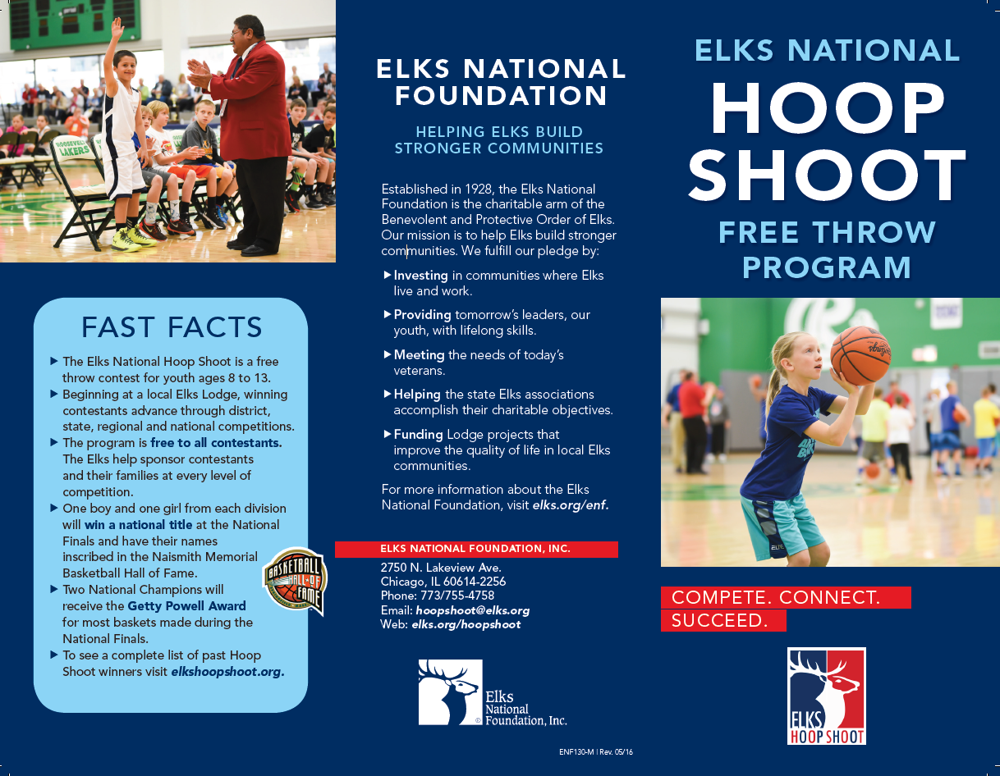 ROOSEVELT
LAKERS
FAST FACTS
▶ The Elks National Hoop Shoot is a free
throw contest for youth ages 8 to 13.
▶ Beginning at a local Elks Lodge, winning
contestants advance through district,
state, regional and national competitions.
▶ The program is free to all contestants.
The Elks help sponsor contestants
and their families at every level of
competition.
▶ One boy and one girl from each division
will win a national title at the National
Finals and have their names
inscribed in the Naismith Memorial
Basketball Hall of Fame.
▶ Two National Champions will
receive the Getty Powell Award
for most baskets made during the
National Finals.
▶ To see a complete list of past Hoop
Shoot winners visit elkshoopshoot.org.
BASKETBALL
HALL OF
FAME
ELKS NATIONAL
FOUNDATION
HELPING ELKS BUILD
STRONGER COMMUNITIES
Established in 1928, the Elks National
Foundation is the charitable arm of the
Benevolent and Protective Order of Elks.
Our mission is to help Elks build stronger
communities. We fulfill our pledge by:
▶ Investing in communities where Elks
live and work.
▶ Providing tomorrow's leaders, our
youth, with lifelong skills.
▶ Meeting the needs of today's
veterans.
▶ Helping the state Elks associations
accomplish their charitable objectives.
▶ Funding Lodge projects that
improve the quality of life in local Elks
communities.
For more information about the Elks
National Foundation, visit elks.org/enf.
ELKS NATIONAL FOUNDATION, INC.
2750 N. Lakeview Ave.
Chicago, IL 60614-2256
Phone: 773/755-4758
Email: hoopshoot@elks.org
Web: elks.org/hoopshoot
®
Elks
National
Foundation, Inc.
ENF130-M | Rev. 05/16
ELKS NATIONAL
HOOP
SHOOT
FREE THROW
PROGRAM
ELITE
COMPETE. CONNECT.
SUCCEED.
ELKS
HOOP SHOOT